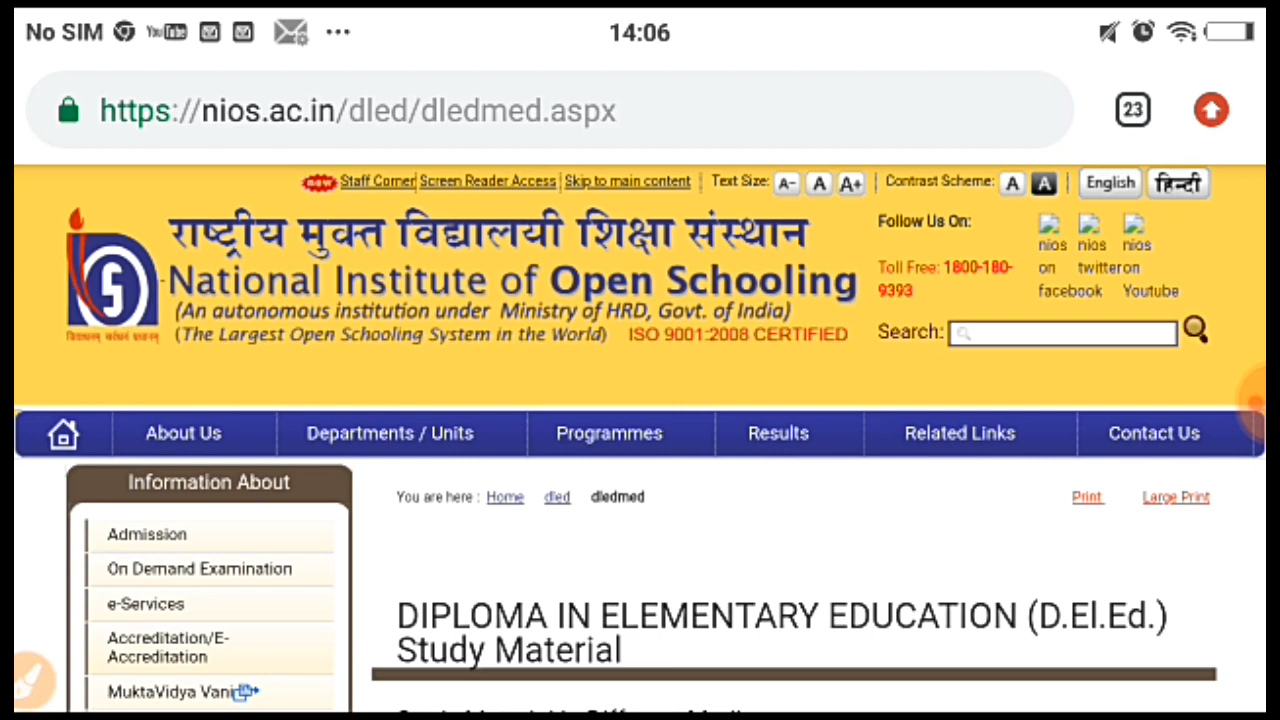 No SIM YouTube ... 14:06
https://nios.ac.in/dled/dledmed.aspx 23
new Staff Corner Screen Reader Access Skip to main content Text Size: A- A A+ Contrast Scheme: A A English हिन्दी
राष्ट्रीय मुक्त विद्यालयी शिक्षा संस्थान
National Institute of Open Schooling
(An autonomous institution under Ministry of HRD, Govt. of India)
(The Largest Open Schooling System in the World) ISO 9001:2008 CERTIFIED
Follow Us On:
nios on facebook
nios twitter
nios on Youtube
Toll Free: 1800-180-
9393
Search:
About Us Departments / Units Programmes Results Related Links Contact Us
Information About
Admission
On Demand Examination
e-Services
Accreditation/E-
Accreditation
MuktaVidya Vani
You are here : Home dled dledmed Print Large Print
DIPLOMA IN ELEMENTARY EDUCATION (D.El.Ed.)
Study Material